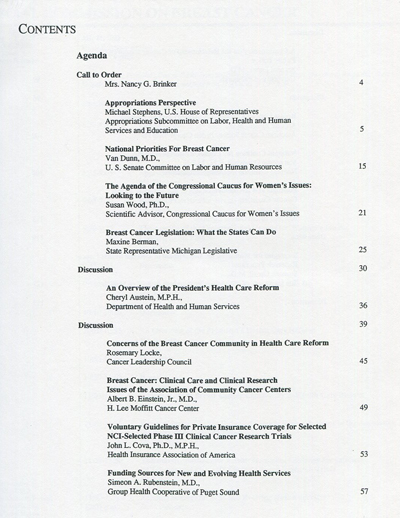 CONTENTS
Agenda
Call to Order
Mrs. Nancy G. Brinker 4
Appropriations Perspective
Michael Stephens, U.S. House of Representatives
Appropriations Subcommittee on Labor, Health and Human
Services and Education 5
National Priorities For Breast Cancer
Van Dunn, M.D.,
U. S. Senate Committee on Labor and Human Resources 15
The Agenda of the Congressional Caucus for Women's Issues:
Looking to the Future
Susan Wood, Ph.D.,
Scientific Advisor, Congressional Caucus for Women's Issues 21
Breast Cancer Legislation: What the States Can Do
Maxine Berman,
State Representative Michigan Legislative 25
Discussion 30
An Overview of the President's Health Care Reform
Cheryl Austein, M.P.H.,
Department of Health and Human Services 36
Discussion 39
Concerns of the Breast Cancer Community in Health Care Reform
Rosemary Locke,
Cancer Leadership Council 45
Breast Cancer: Clinical Care and Clinical Research
Issues of the Association of Community Cancer Centers
Albert B. Einstein, Jr., M.D.,
H. Lee Moffitt Cancer Center 49
Voluntary Guidelines for Private Insurance Coverage for Selected
NCI-Selected Phase III Clinical Cancer Research Trials
John L. Cova, Ph.D., M.P.H.,
Health Insurance Association of America 53
Funding Sources for New and Evolving Health Services
Simeon A. Rubenstein, M.D.,
Group Health Cooperative of Puget Sound 57